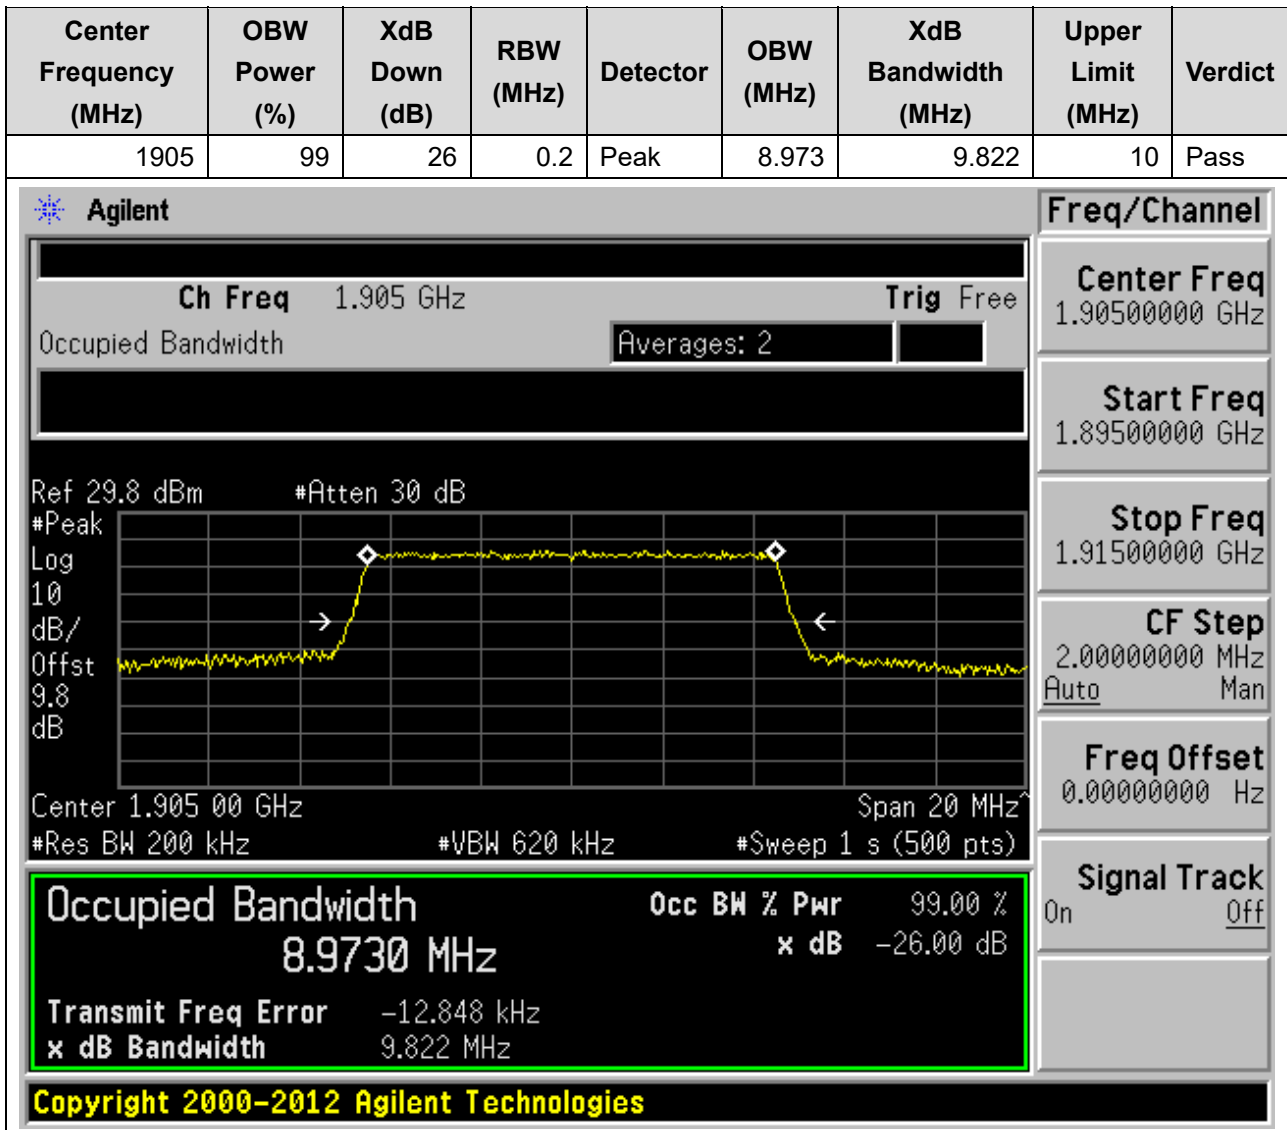 Center Frequency (MHz) OBW Power (%) XdB Down (dB) RBW (MHz) Detector OBW (MHz) XdB Bandwidth (MHz) Upper Limit (MHz) Verdict
1905 99 26 0.2 Peak 8.973 9.822 10 Pass
Agilent
Ch Freq 1.905 GHz Trig Free
Occupied Bandwidth Averages: 2
Ref 29.8 dBm #Atten 30 dB
#Peak
Log
10
dB/
Offst
9.8
dB
Center 1.905 00 GHz Span 20 MHz^
#Res BW 200 kHz #VBW 620 kHz #Sweep 1 s (500 pts)
Occupied Bandwidth Occ BW % Pwr 99.00 %
8.9730 MHz x dB -26.00 dB
Transmit Freq Error -12.848 kHz
x dB Bandwidth 9.822 MHz
Copyright 2000-2012 Agilent Technologies
Freq/Channel
Center Freq
1.90500000 GHz
Start Freq
1.89500000 GHz
Stop Freq
1.91500000 GHz
CF Step
2.00000000 MHz
Auto Man
Freq Offset
0.00000000 Hz
Signal Track
On Off